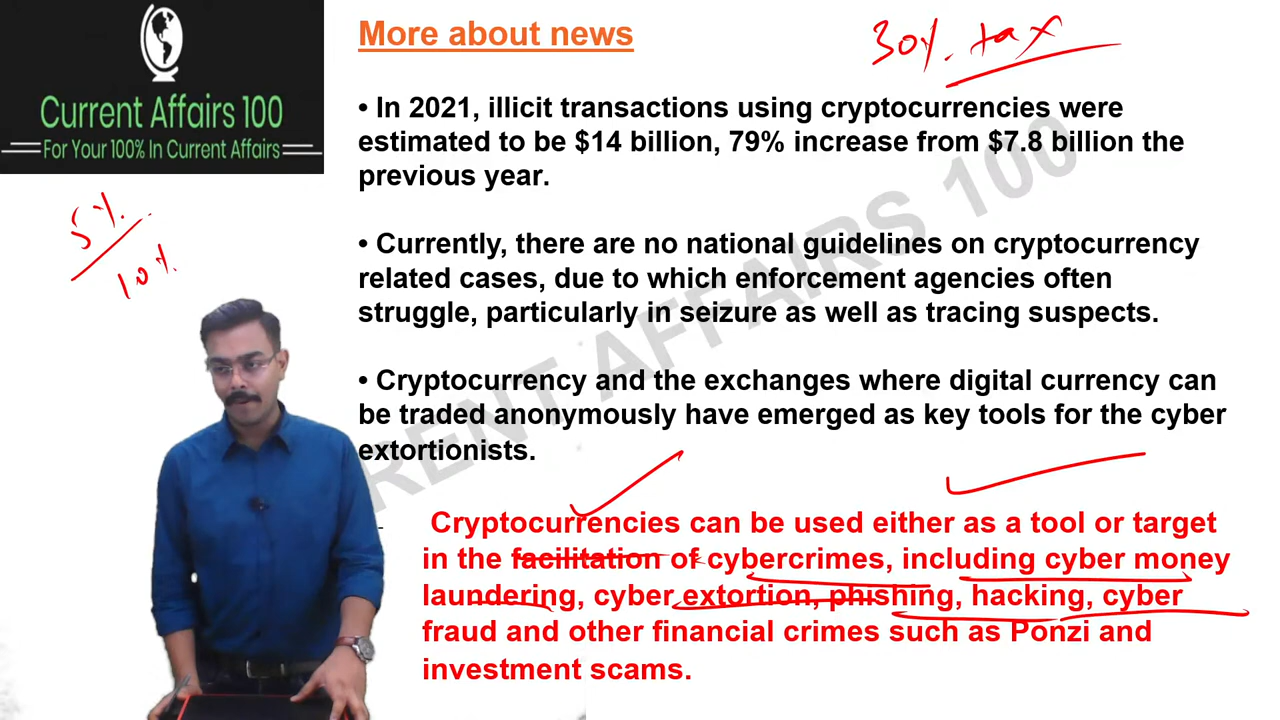 Current Affairs 100
For Your 100% In Current Affairs
More about news
30% tax
• In 2021, illicit transactions using cryptocurrencies were
estimated to be $14 billion, 79% increase from $7.8 billion the
previous year.
5%
10%
• Currently, there are no national guidelines on cryptocurrency
related cases, due to which enforcement agencies often
struggle, particularly in seizure as well as tracing suspects.
• Cryptocurrency and the exchanges where digital currency can
be traded anonymously have emerged as key tools for the cyber
extortionists.
Cryptocurrencies can be used either as a tool or target
in the facilitation of cybercrimes, including cyber money
laundering, cyber extortion, phishing, hacking, cyber
fraud and other financial crimes such as Ponzi and
investment scams.
RENT AFFAIRS 100